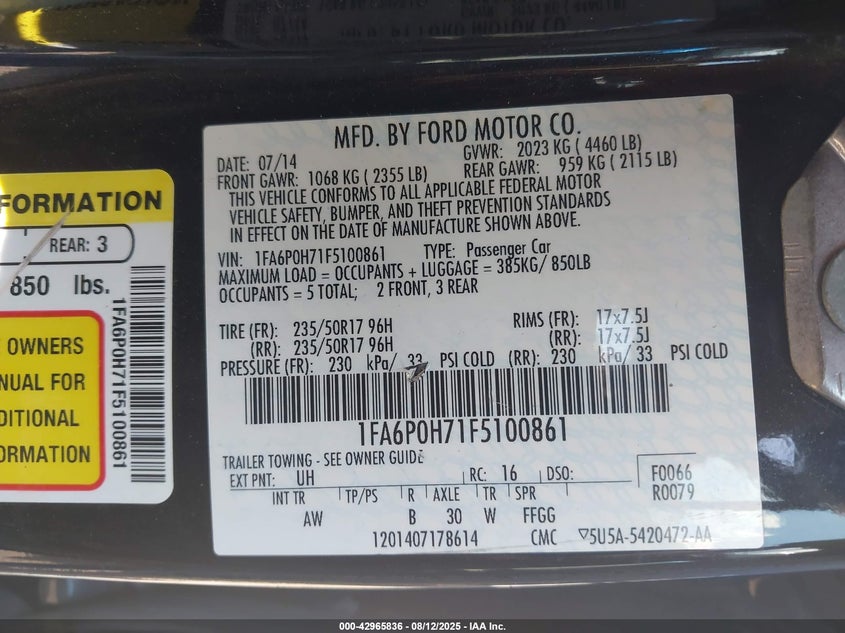 MFD. BY FORD MOTOR CO.
DATE: 07/14
GVWR: 2023 KG ( 4460 LB)
FRONT GAWR: 1068 KG ( 2355 LB)
REAR GAWR: 959 KG ( 2115 LB)
THIS VEHICLE CONFORMS TO ALL APPLICABLE FEDERAL MOTOR
VEHICLE SAFETY, BUMPER, AND THEFT PREVENTION STANDARDS
IN EFFECT ON THE DATE OF MANUFACTURE SHOWN ABOVE.
VIN: 1FA6P0H71F5100861 TYPE: Passenger Car
MAXIMUM LOAD = OCCUPANTS + LUGGAGE = 385KG/ 850LB
OCCUPANTS = 5 TOTAL; 2 FRONT, 3 REAR
TIRE (FR): 235/50R17 96H RIMS (FR): 17x7.5J
(RR): 235/50R17 96H (RR): 17x7.5J
PRESSURE (FR): 230 kPa/ 33 PSI COLD (RR): 230 kPa/ 33 PSI COLD
1FA6P0H71F5100861
TRAILER TOWING - SEE OWNER GUIDE
EXT PNT: UH RC: 16 DSO: F0066
R0079
INT TR TP/PS R AXLE TR SPR
AW B 30 W FFGG
1201407178614 CMC ▽5U5A-5420472-AA
FORMATION
REAR: 3
850 lbs.
OWNERS
NUAL FOR
DITIONAL
FORMATION
1FA6P0H71F5100861
000-42965836 - 08/12/2025 - IAA Inc.